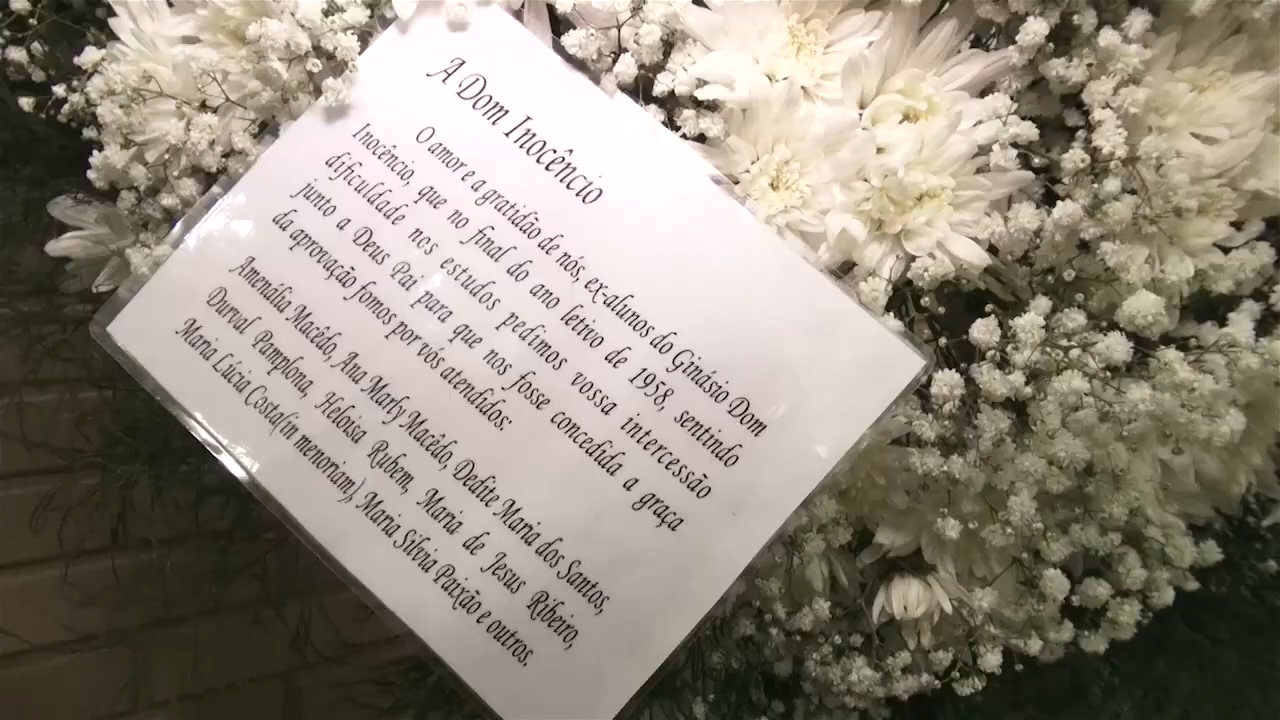 A Dom Inocêncio
O amor e a gratidão de nós, ex-alunos do Ginásio Dom
Inocêncio, que no final do ano letivo de 1958, sentindo
dificuldade nos estudos pedimos vossa intercessão
junto a Deus Pai para que nos fosse concedida a graça
da aprovação fomos por vós atendidos:
Amenália Macêdo, Ana Marly Macêdo, Dedite Maria dos Santos,
Durval Pamplona, Heloisa Rubem, Maria de Jesus Ribeiro,
Maria Lúcia Costa(in menoriam), Maria Silvia Paixão e outros.